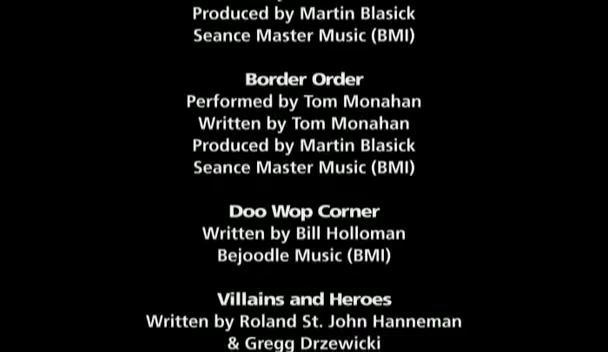 Produced by Martin Blasick
Seance Master Music (BMI)
Border Order
Performed by Tom Monahan
Written by Tom Monahan
Produced by Martin Blasick
Seance Master Music (BMI)
Doo Wop Corner
Written by Bill Holloman
Bejoodle Music (BMI)
Villains and Heroes
Written by Roland St. John Hanneman
& Gregg Drzewicki